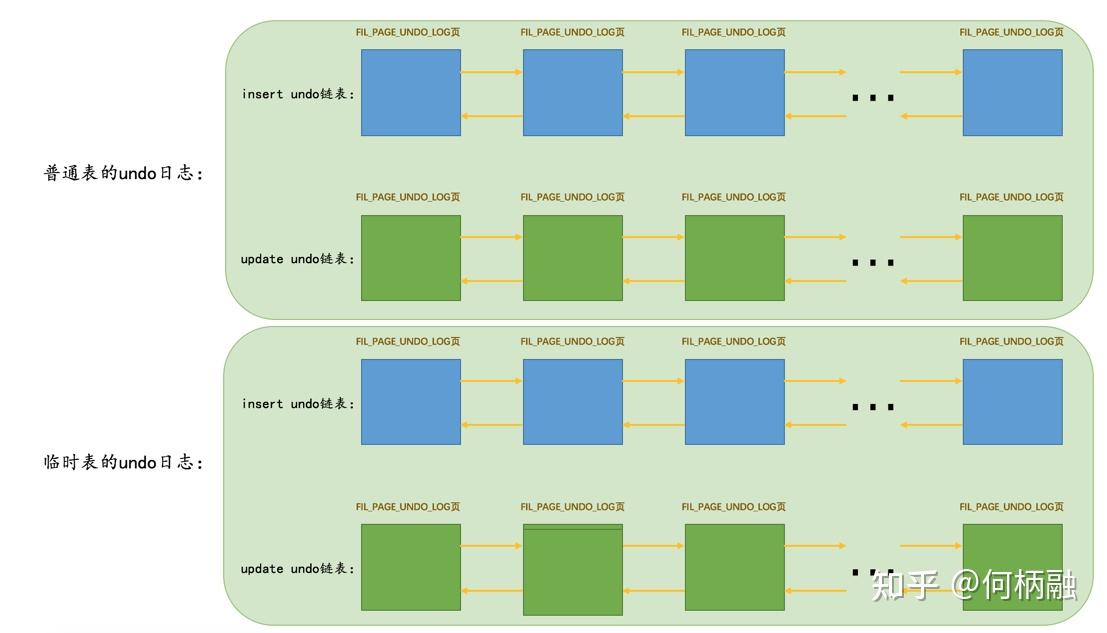 FIL_PAGE_UNDO_LOG页 FIL_PAGE_UNDO_LOG页 FIL_PAGE_UNDO_LOG页 FIL_PAGE_UNDO_LOG页
insert undo链表：
...
普通表的undo日志：
FIL_PAGE_UNDO_LOG页 FIL_PAGE_UNDO_LOG页 FIL_PAGE_UNDO_LOG页 FIL_PAGE_UNDO_LOG页
update undo链表：
...
FIL_PAGE_UNDO_LOG页 FIL_PAGE_UNDO_LOG页 FIL_PAGE_UNDO_LOG页 FIL_PAGE_UNDO_LOG页
insert undo链表：
...
临时表的undo日志：
FIL_PAGE_UNDO_LOG页 FIL_PAGE_UNDO_LOG页 FIL_PAGE_UNDO_LOG页 FIL_PAGE_UNDO_LOG页
update undo链表：
...
知乎 @何柄融